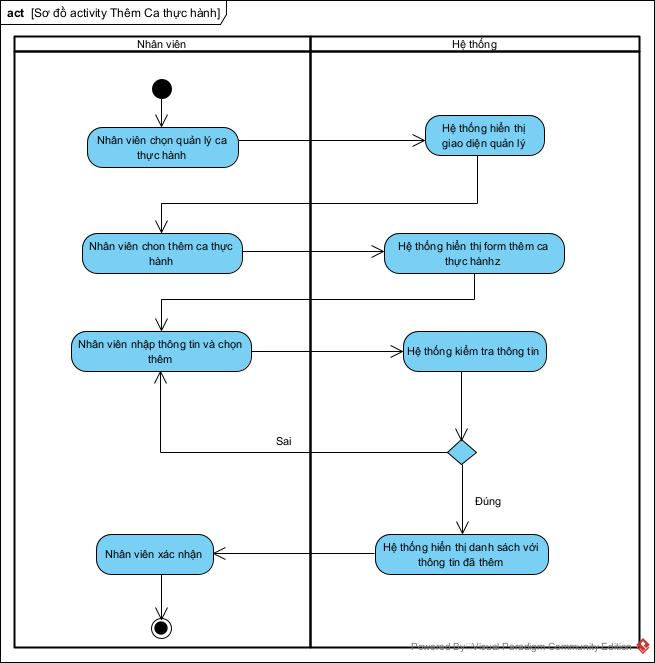 act [Sơ đồ activity Thêm Ca thực hành]
Nhân viên
Hệ thống
Nhân viên chọn quản lý ca
thực hành
Hệ thống hiển thị
giao diện quản lý
Nhân viên chon thêm ca thực
hành
Hệ thống hiển thị form thêm ca
thực hànhz
Nhân viên nhập thông tin và chọn
thêm
Hệ thống kiểm tra thông tin
Sai
Đúng
Nhân viên xác nhận
Hệ thống hiển thị danh sách với
thông tin đã thêm
Powered By: Visual Paradigm Community Edition